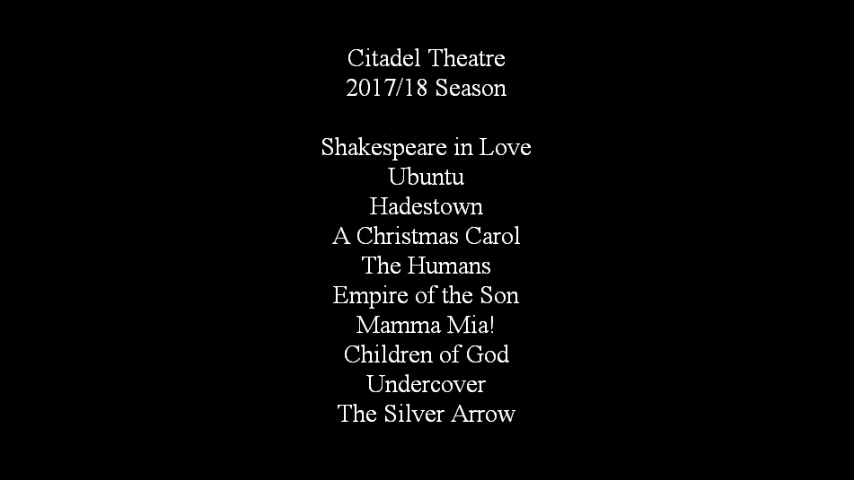 Citadel Theatre
2017/18 Season
Shakespeare in Love
Ubuntu
Hadestown
A Christmas Carol
The Humans
Empire of the Son
Mamma Mia!
Children of God
Undercover
The Silver Arrow